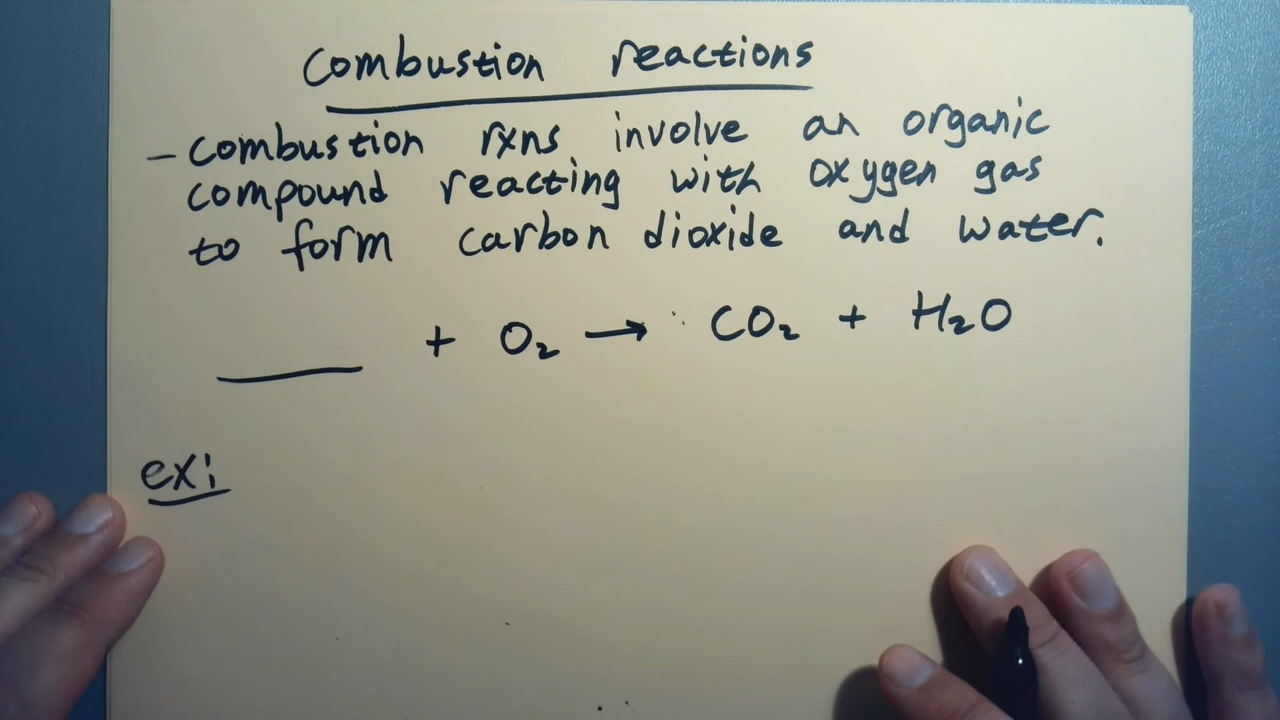 Combustion reactions
- Combustion rxns involve an organic
compound reacting with oxygen gas
to form carbon dioxide and water.
____ + O₂ → CO₂ + H₂O
ex: